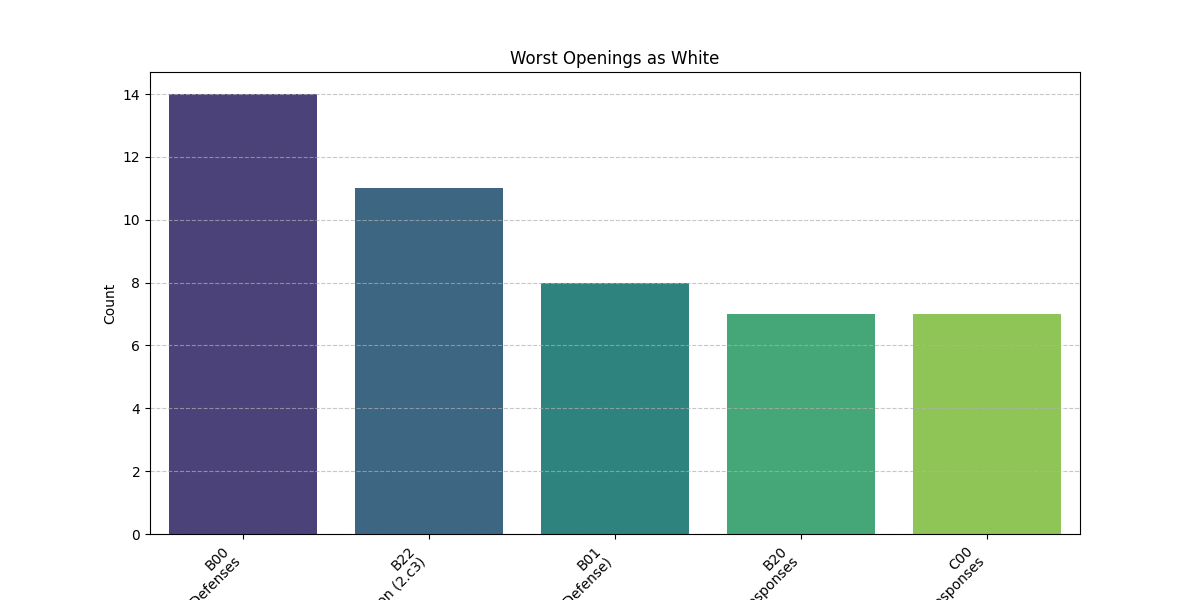 Worst Openings as White
Count
14
12
10
8
6
4
2
0
B00
Defenses
B22
(2.c3)
B01
Defense)
B20
C00